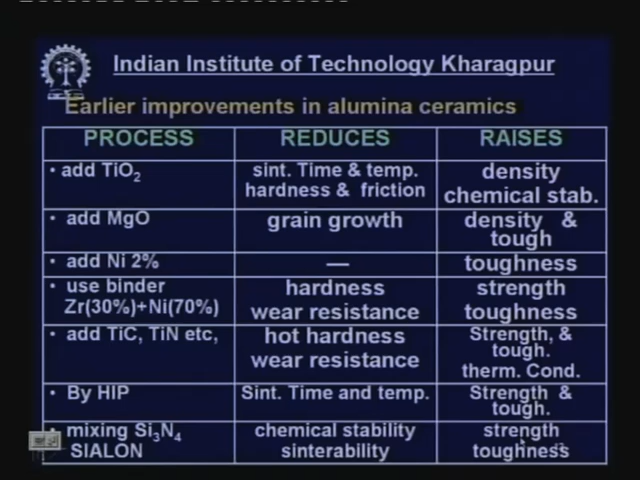 Indian Institute of Technology Kharagpur
Earlier improvements in alumina ceramics
PROCESS REDUCES RAISES
• add TiO2 sint. Time & temp. hardness & friction density chemical stab.
• add MgO grain growth density & tough
• add Ni 2% — toughness
• use binder Zr(30%)+Ni(70%) hardness wear resistance strength toughness
• add TiC, TiN etc, hot hardness wear resistance Strength, & tough. therm. Cond.
• By HIP Sint. Time and temp. Strength & tough.
• mixing Si3N4 SIALON chemical stability sinterability strength toughness